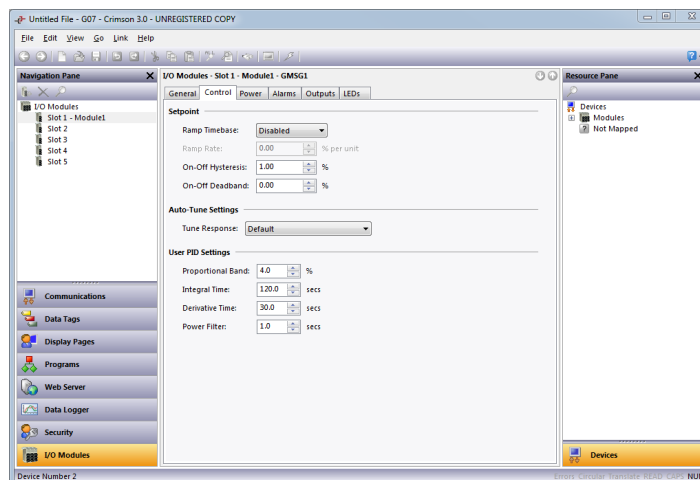 Untitled File - G07 - Crimson 3.0 - UNREGISTERED COPY
File Edit View Go Link Help
Navigation Pane
I/O Modules
Slot 1 - Module1
Slot 2
Slot 3
Slot 4
Slot 5
Communications
Data Tags
Display Pages
Programs
Web Server
Data Logger
Security
I/O Modules
I/O Modules - Slot 1 - Module1 - GMSG1
General Control Power Alarms Outputs LEDs
Setpoint
Ramp Timebase: Disabled
Ramp Rate: 0.00 % per unit
On-Off Hysteresis: 1.00 %
On-Off Deadband: 0.00 %
Auto-Tune Settings
Tune Response: Default
User PID Settings
Proportional Band: 4.0 %
Integral Time: 120.0 secs
Derivative Time: 30.0 secs
Power Filter: 1.0 secs
Resource Pane
Devices
Modules
Not Mapped
Devices
Device Number 2
Errors Circular Translate READ CAPS NU